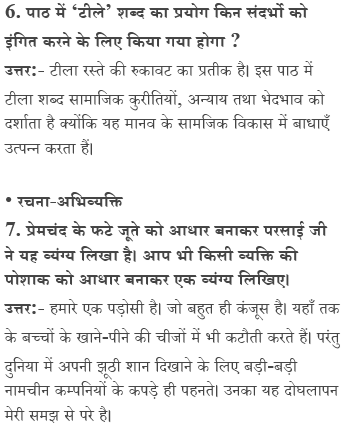 6. पाठ में ‘टीले’ शब्द का प्रयोग किन संदर्भों को
इंगित करने के लिए किया गया होगा ?
उत्तर:- टीला रस्ते की रुकावट का प्रतीक है। इस पाठ में
टीला शब्द सामाजिक कुरीतियों, अन्याय तथा भेदभाव को
दर्शाता है क्योंकि यह मानव के सामजिक विकास में बाधाएँ
उत्पन्न करता हैं।
• रचना-अभिव्यक्ति
7. प्रेमचंद के फटे जूते को आधार बनाकर परसाई जी
ने यह व्यंग्य लिखा है। आप भी किसी व्यक्ति की
पोशाक को आधार बनाकर एक व्यंग्य लिखिए।
उत्तर:- हमारे एक पड़ोसी है। जो बहुत ही कंजूस है। यहाँ तक
के बच्चों के खाने-पीने की चीजों में भी कटौती करते हैं। परंतु
दुनिया में अपनी झूठी शान दिखाने के लिए बड़ी-बड़ी
नामचीन कम्पनियों के कपड़े ही पहनते। उनका यह दोघलापन
मेरी समझ से परे है।